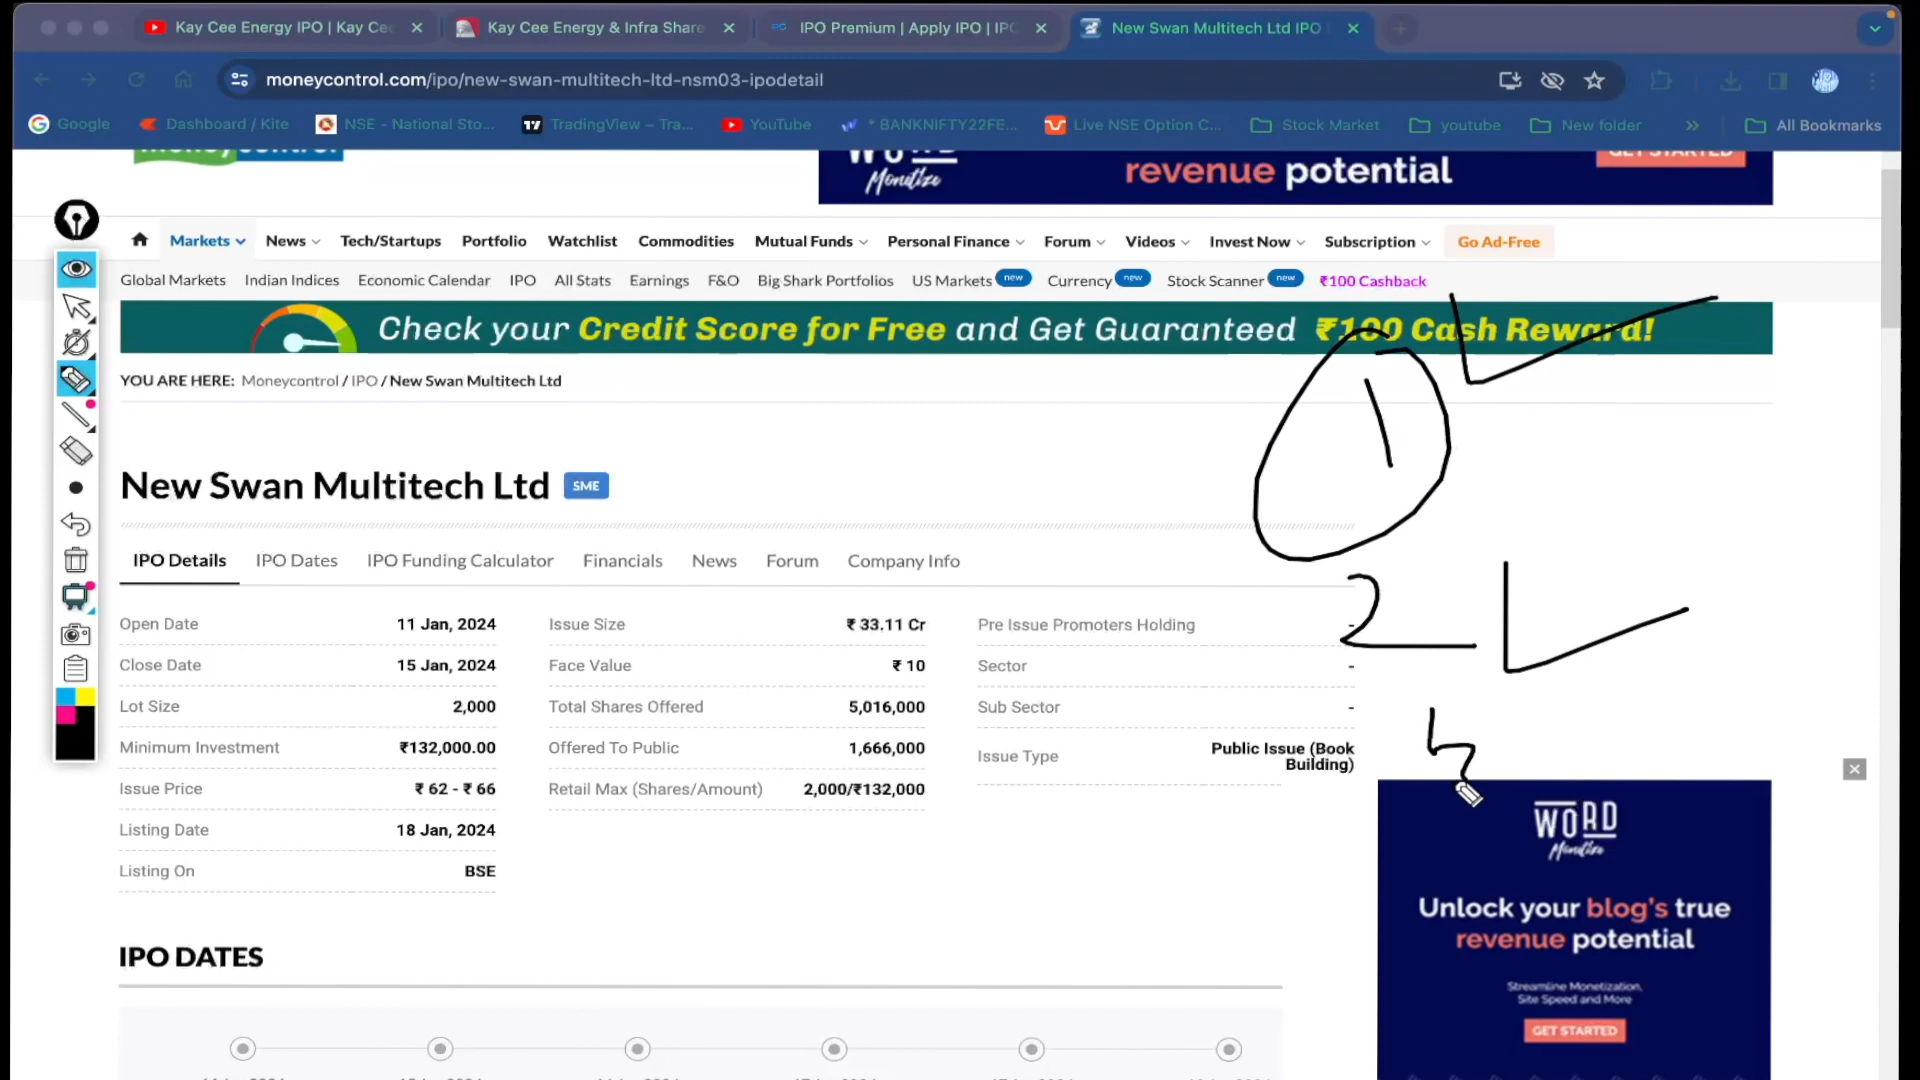 Kay Cee Energy IPO | Kay Ce
Kay Cee Energy & Infra Share
IPO Premium | Apply IPO | IPO
New Swan Multitech Ltd IPO
moneycontrol.com/ipo/new-swan-multitech-ltd-nsm03-ipodetail
Google
Dashboard / Kite
NSE - National Sto...
TradingView – Tra...
YouTube
* BANKNIFTY22FE...
Live NSE Option C...
Stock Market
youtube
New folder
»
All Bookmarks
moneycontrol
WORD
Monetize
revenue potential
GET STARTED
Markets News Tech/Startups Portfolio Watchlist Commodities Mutual Funds Personal Finance Forum Videos Invest Now Subscription Go Ad-Free
Global Markets Indian Indices Economic Calendar IPO All Stats Earnings F&O Big Shark Portfolios US Markets new Currency new Stock Scanner new ₹100 Cashback
Check your Credit Score for Free and Get Guaranteed ₹100 Cash Reward!
YOU ARE HERE: Moneycontrol / IPO / New Swan Multitech Ltd
1
New Swan Multitech Ltd SME
IPO Details IPO Dates IPO Funding Calculator Financials News Forum Company Info
2
Open Date 11 Jan, 2024 Issue Size ₹ 33.11 Cr Pre Issue Promoters Holding -
Close Date 15 Jan, 2024 Face Value ₹ 10 Sector -
Lot Size 2,000 Total Shares Offered 5,016,000 Sub Sector -
Minimum Investment ₹132,000.00 Offered To Public 1,666,000 Issue Type Public Issue (Book Building)
Issue Price ₹ 62 - ₹ 66 Retail Max (Shares/Amount) 2,000/₹132,000
Listing Date 18 Jan, 2024
Listing On BSE
WORD
Monetize
Unlock your blog's true
revenue potential
Streamline Monetization,
Site Speed and More
GET STARTED
IPO DATES